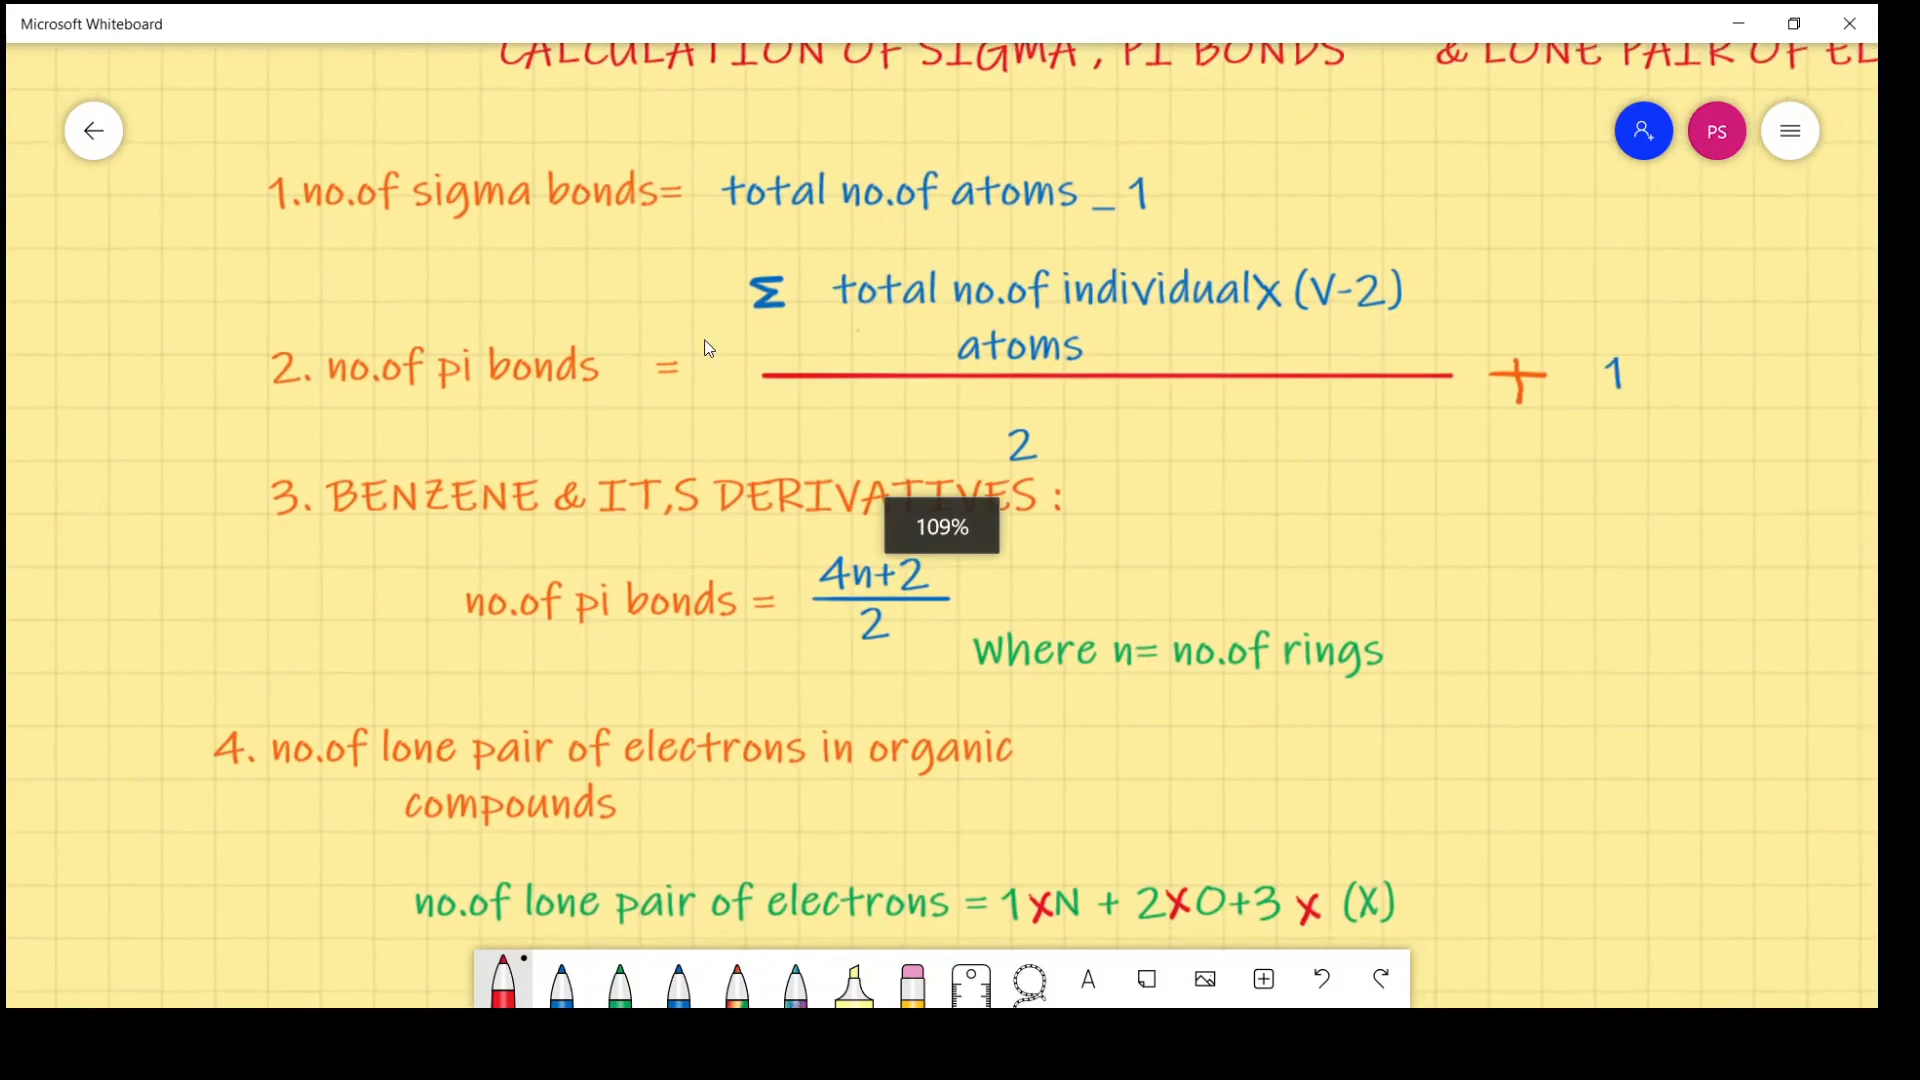 Microsoft Whiteboard
CALCULATION OF SIGMA, PI BONDS & LONE PAIR OF EL
PS
1.no.of sigma bonds= total no.of atoms _ 1
Σ total no.of individualX (V-2)
atoms
2. no.of pi bonds = + 1
2
3. BENZENE & IT,S DERIVATIVES :
109%
no.of pi bonds = 4n+2
2
Where n= no.of rings
4. no.of lone pair of electrons in organic
compounds
no.of lone pair of electrons = 1xN + 2xO+3 x (X)
A